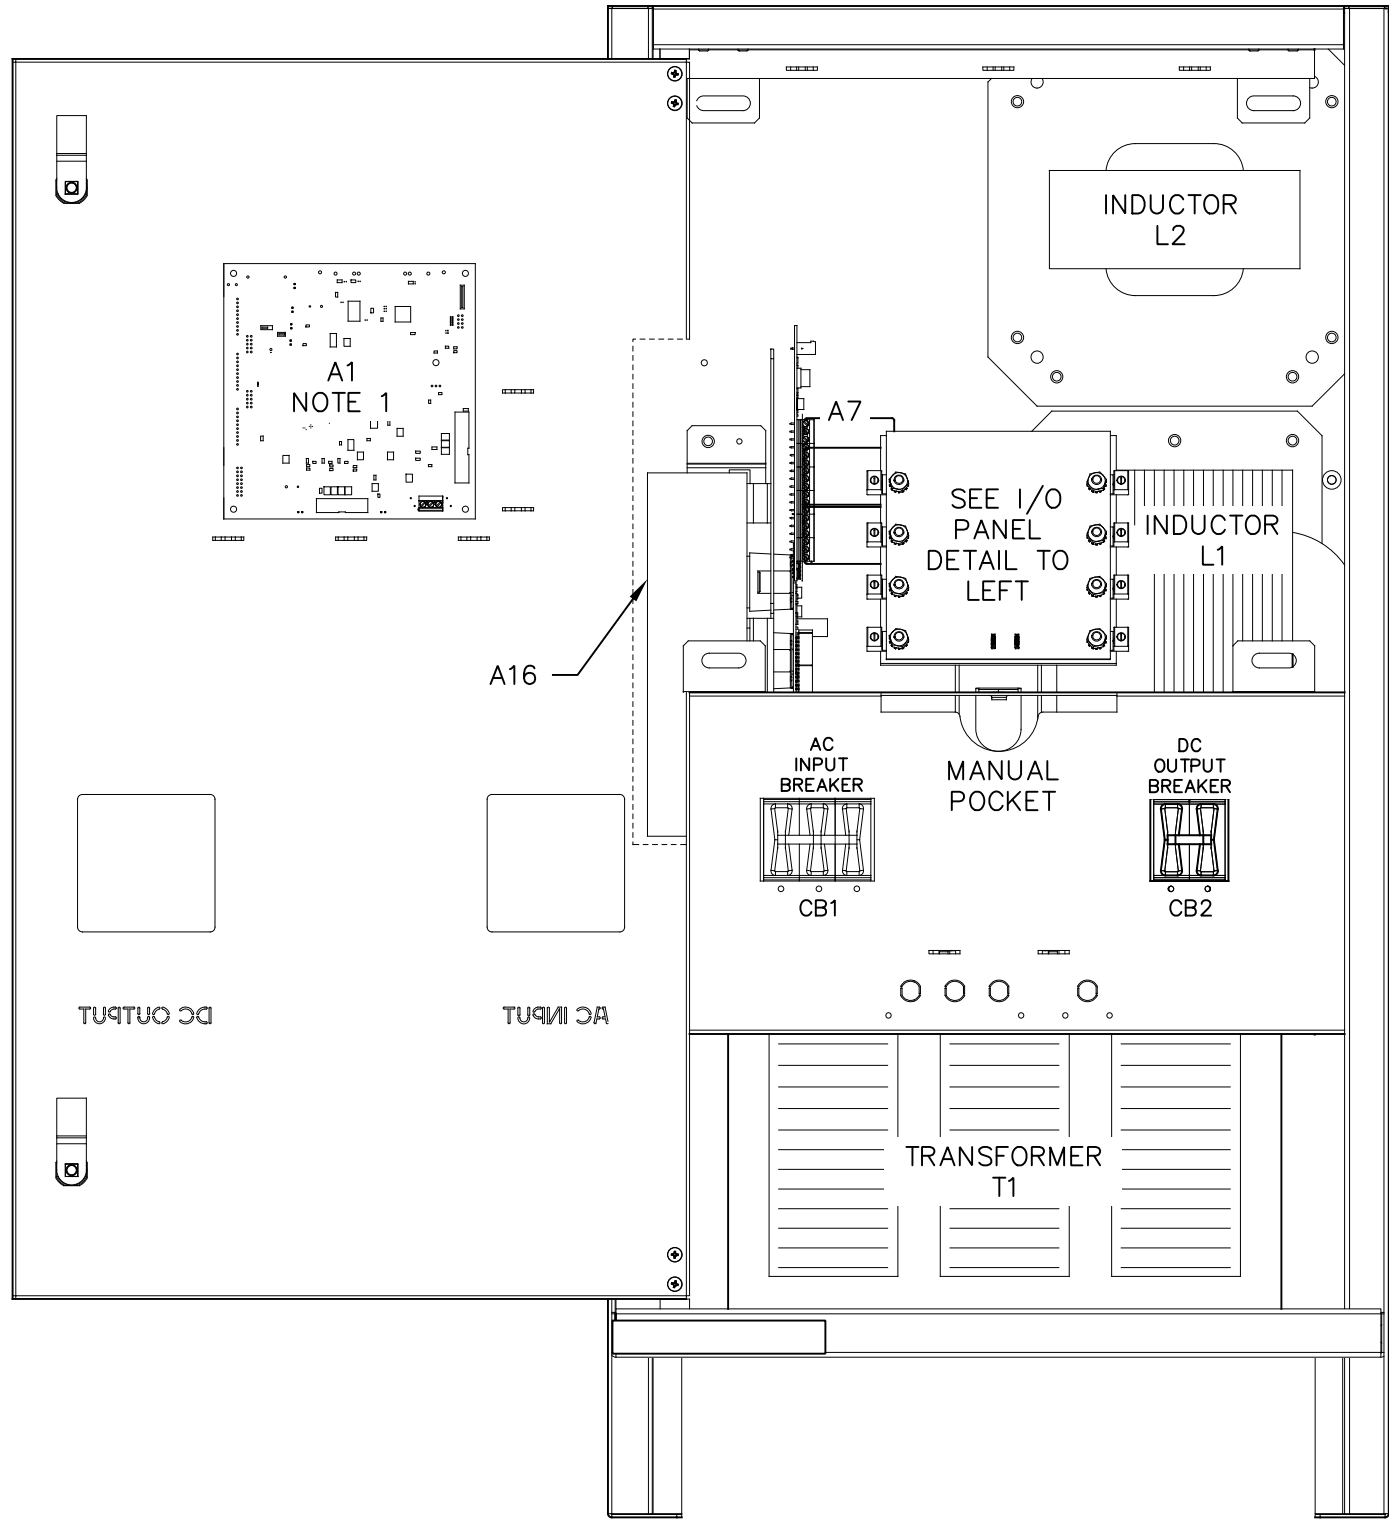 INDUCTOR
L2
A1
NOTE 1
A7
SEE I/O
PANEL
DETAIL TO
LEFT
INDUCTOR
L1
A16
AC
INPUT
BREAKER
MANUAL
POCKET
DC
OUTPUT
BREAKER
CB1
CB2
DC OUTPUT
AC INPUT
TRANSFORMER
T1